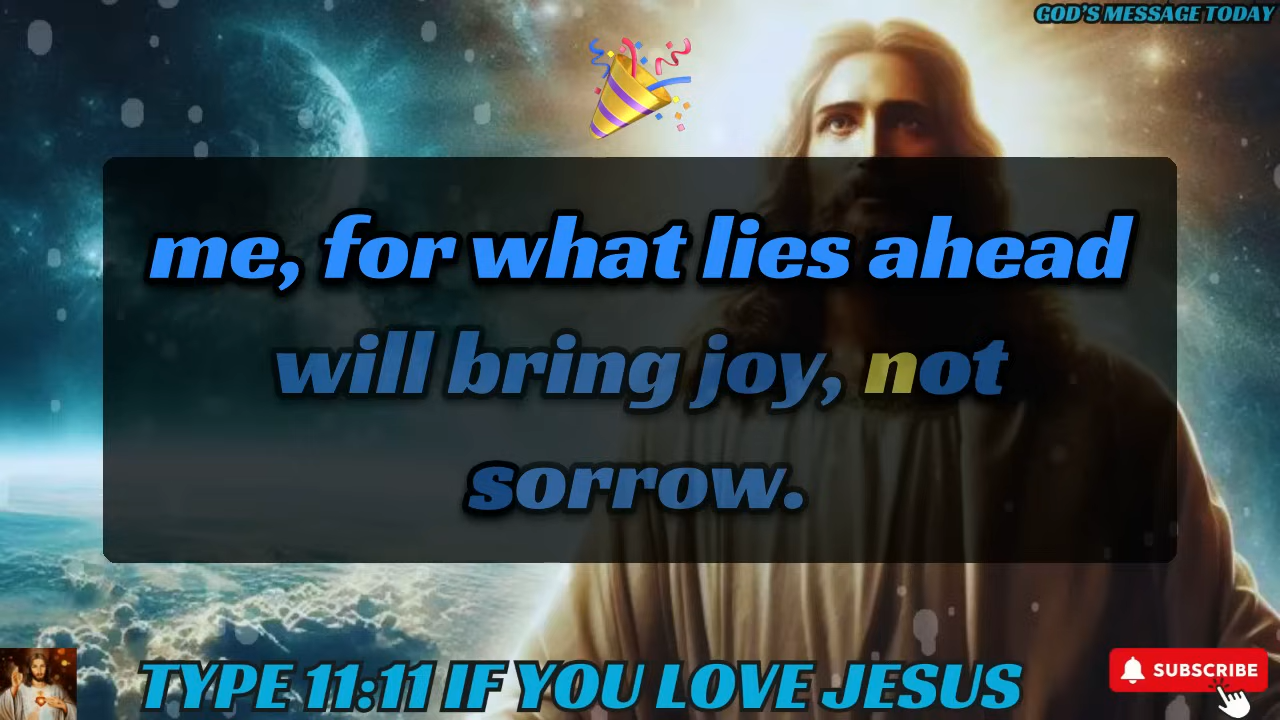 GOD'S MESSAGE TODAY
me, for what lies ahead
will bring joy, not
sorrow.
TYPE 11:11 IF YOU LOVE JESUS
SUBSCRIBE